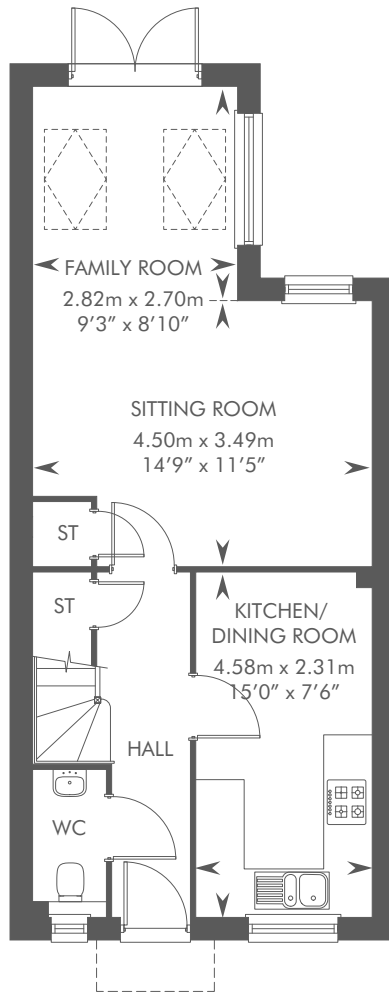 FAMILY ROOM
2.82m x 2.70m
9’3” x 8’10”
SITTING ROOM
4.50m x 3.49m
14’9” x 11’5”
ST
ST
KITCHEN/
DINING ROOM
4.58m x 2.31m
15’0” x 7’6”
HALL
WC